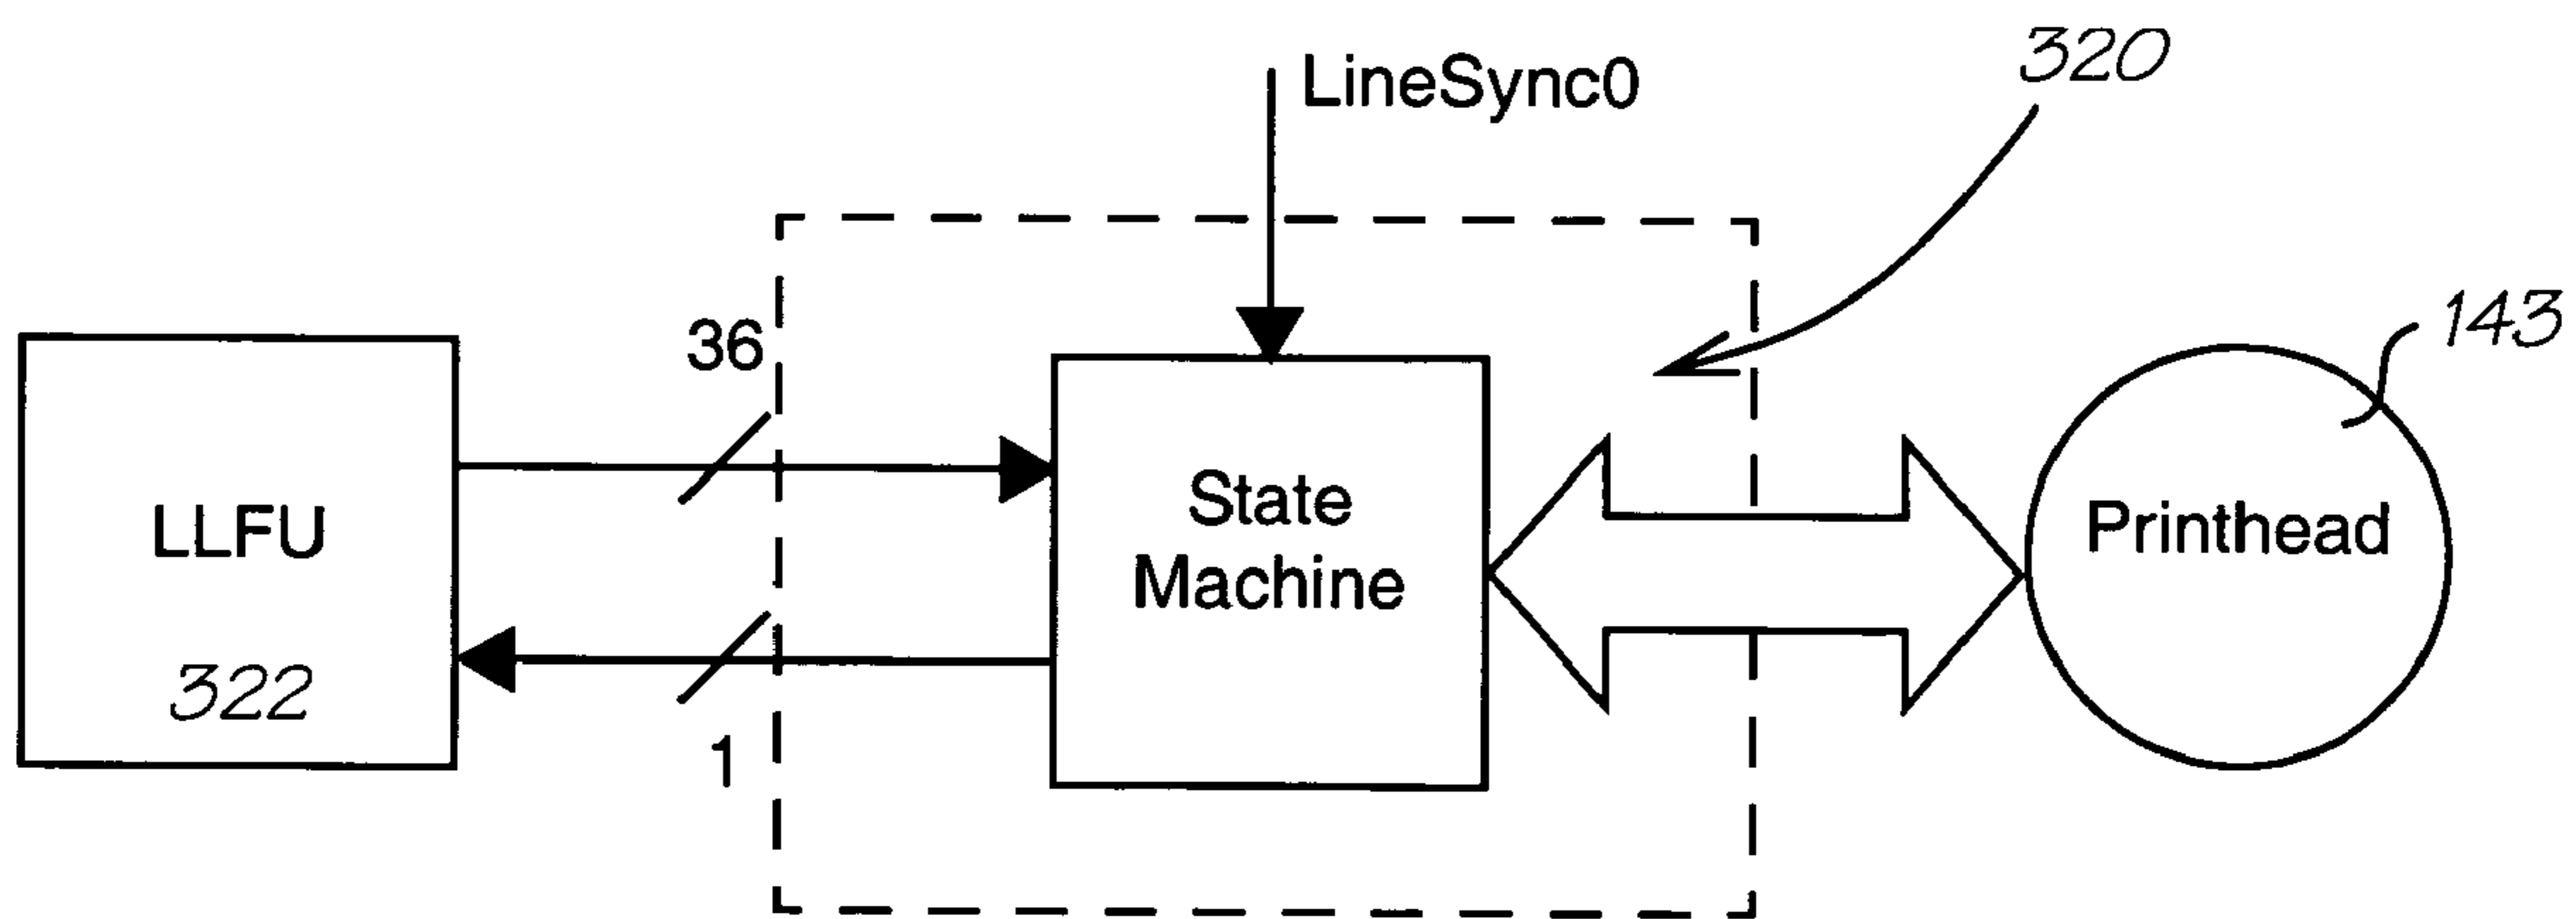 LineSync0
320
143
36
LLFU
322
State
Machine
Printhead
1